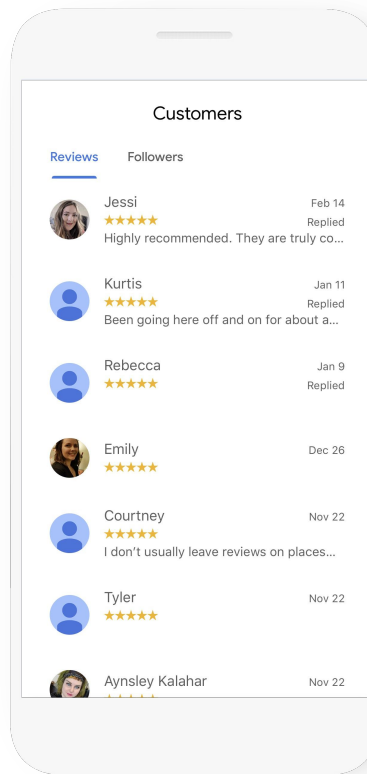 Customers
Reviews Followers
Jessi Feb 14
Replied
Highly recommended. They are truly co...
Kurtis Jan 11
Replied
Been going here off and on for about a...
Rebecca Jan 9
Replied
Emily Dec 26
Courtney Nov 22
I don't usually leave reviews on places...
Tyler Nov 22
Aynsley Kalahar Nov 22